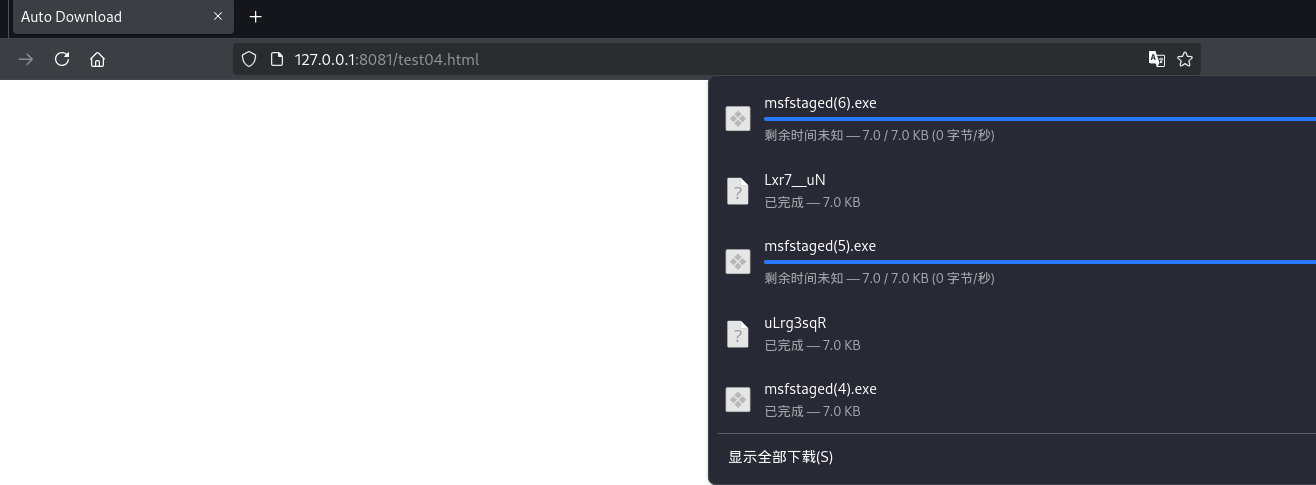 Auto Download
127.0.0.1:8081/test04.html
msfstaged(6).exe
剩余时间未知 — 7.0 / 7.0 KB (0 字节/秒)
Lxr7__uN
已完成 — 7.0 KB
msfstaged(5).exe
剩余时间未知 — 7.0 / 7.0 KB (0 字节/秒)
uLrg3sqR
已完成 — 7.0 KB
msfstaged(4).exe
已完成 — 7.0 KB
显示全部下载(S)